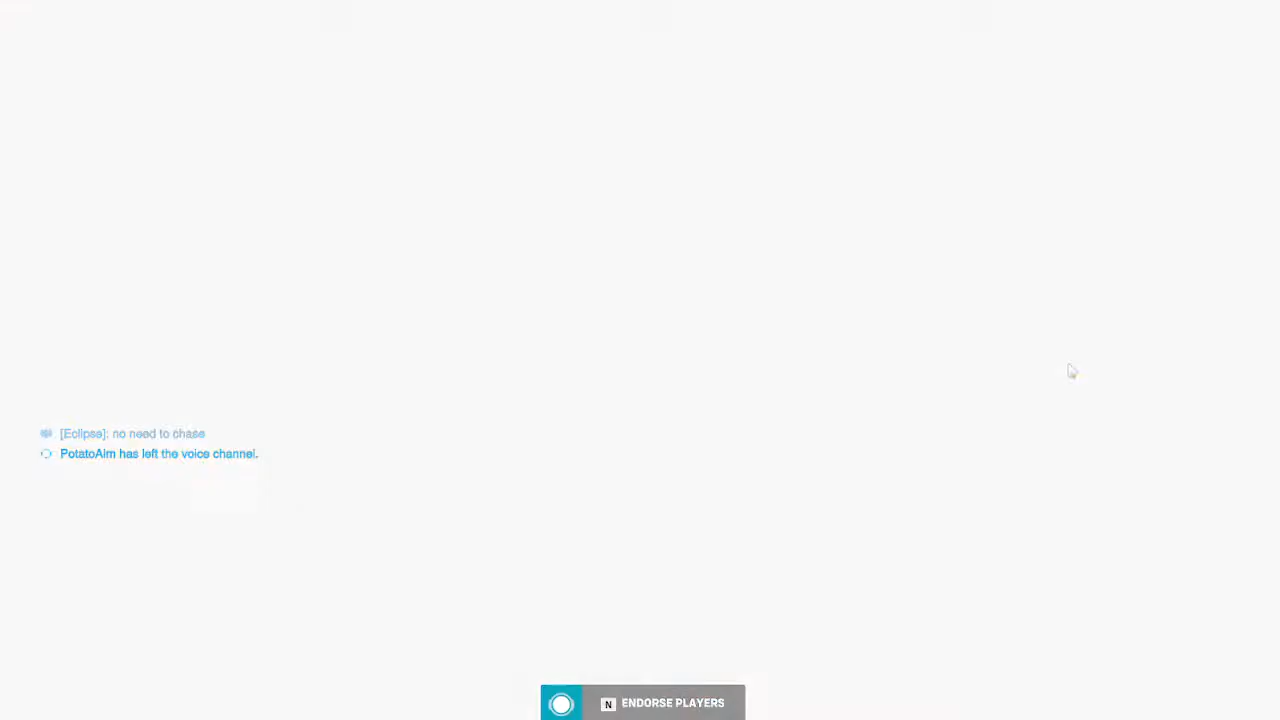 [Eclipse]: no need to chase
PotatoAim has left the voice channel.
N ENDORSE PLAYERS